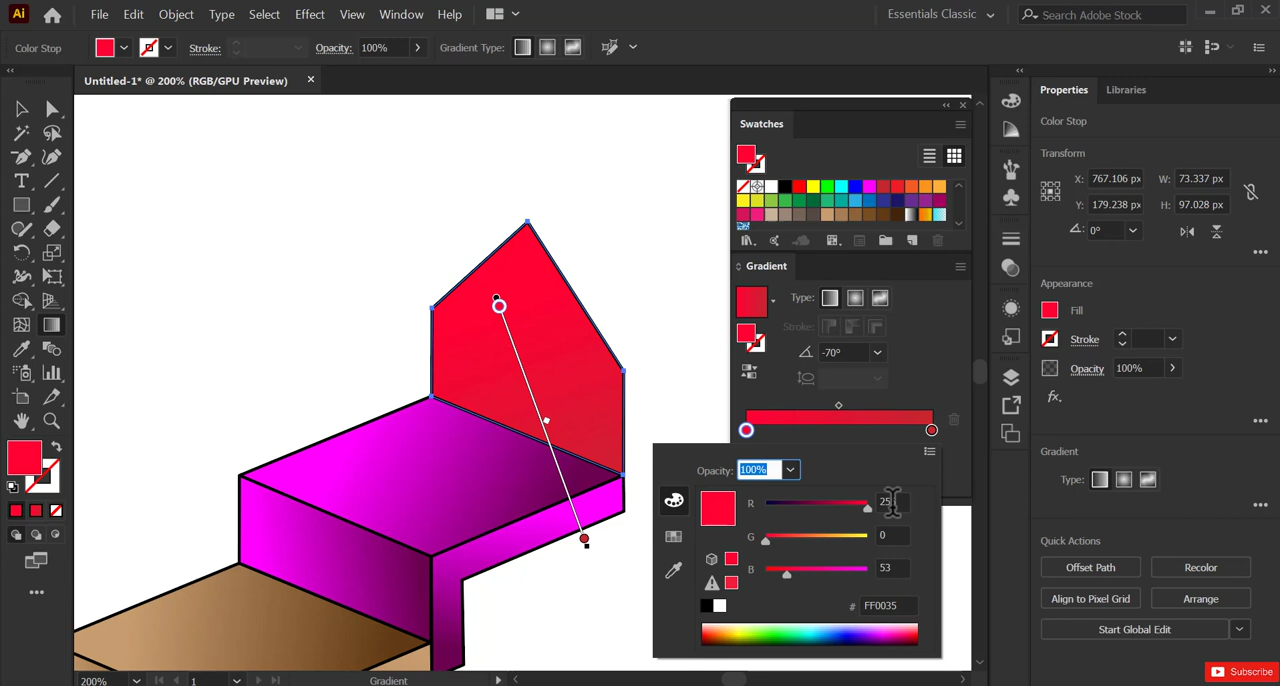 Ai File Edit Object Type Select Effect View Window Help Essentials Classic Search Adobe Stock
Color Stop Stroke: Opacity: 100% Gradient Type:
Untitled-1* @ 200% (RGB/GPU Preview)
Swatches
Gradient
Type:
Stroke:
-70°
Opacity: 100%
R
G 0
B 53
# FF0035
Properties Libraries
Color Stop
Transform
X: 767.106 px W: 73.337 px
Y: 179.238 px H: 97.028 px
0°
Appearance
Fill
Stroke
Opacity 100%
fx.
Gradient
Type:
Quick Actions
Offset Path Recolor
Align to Pixel Grid Arrange
Start Global Edit
Subscribe
200% 1 Gradient